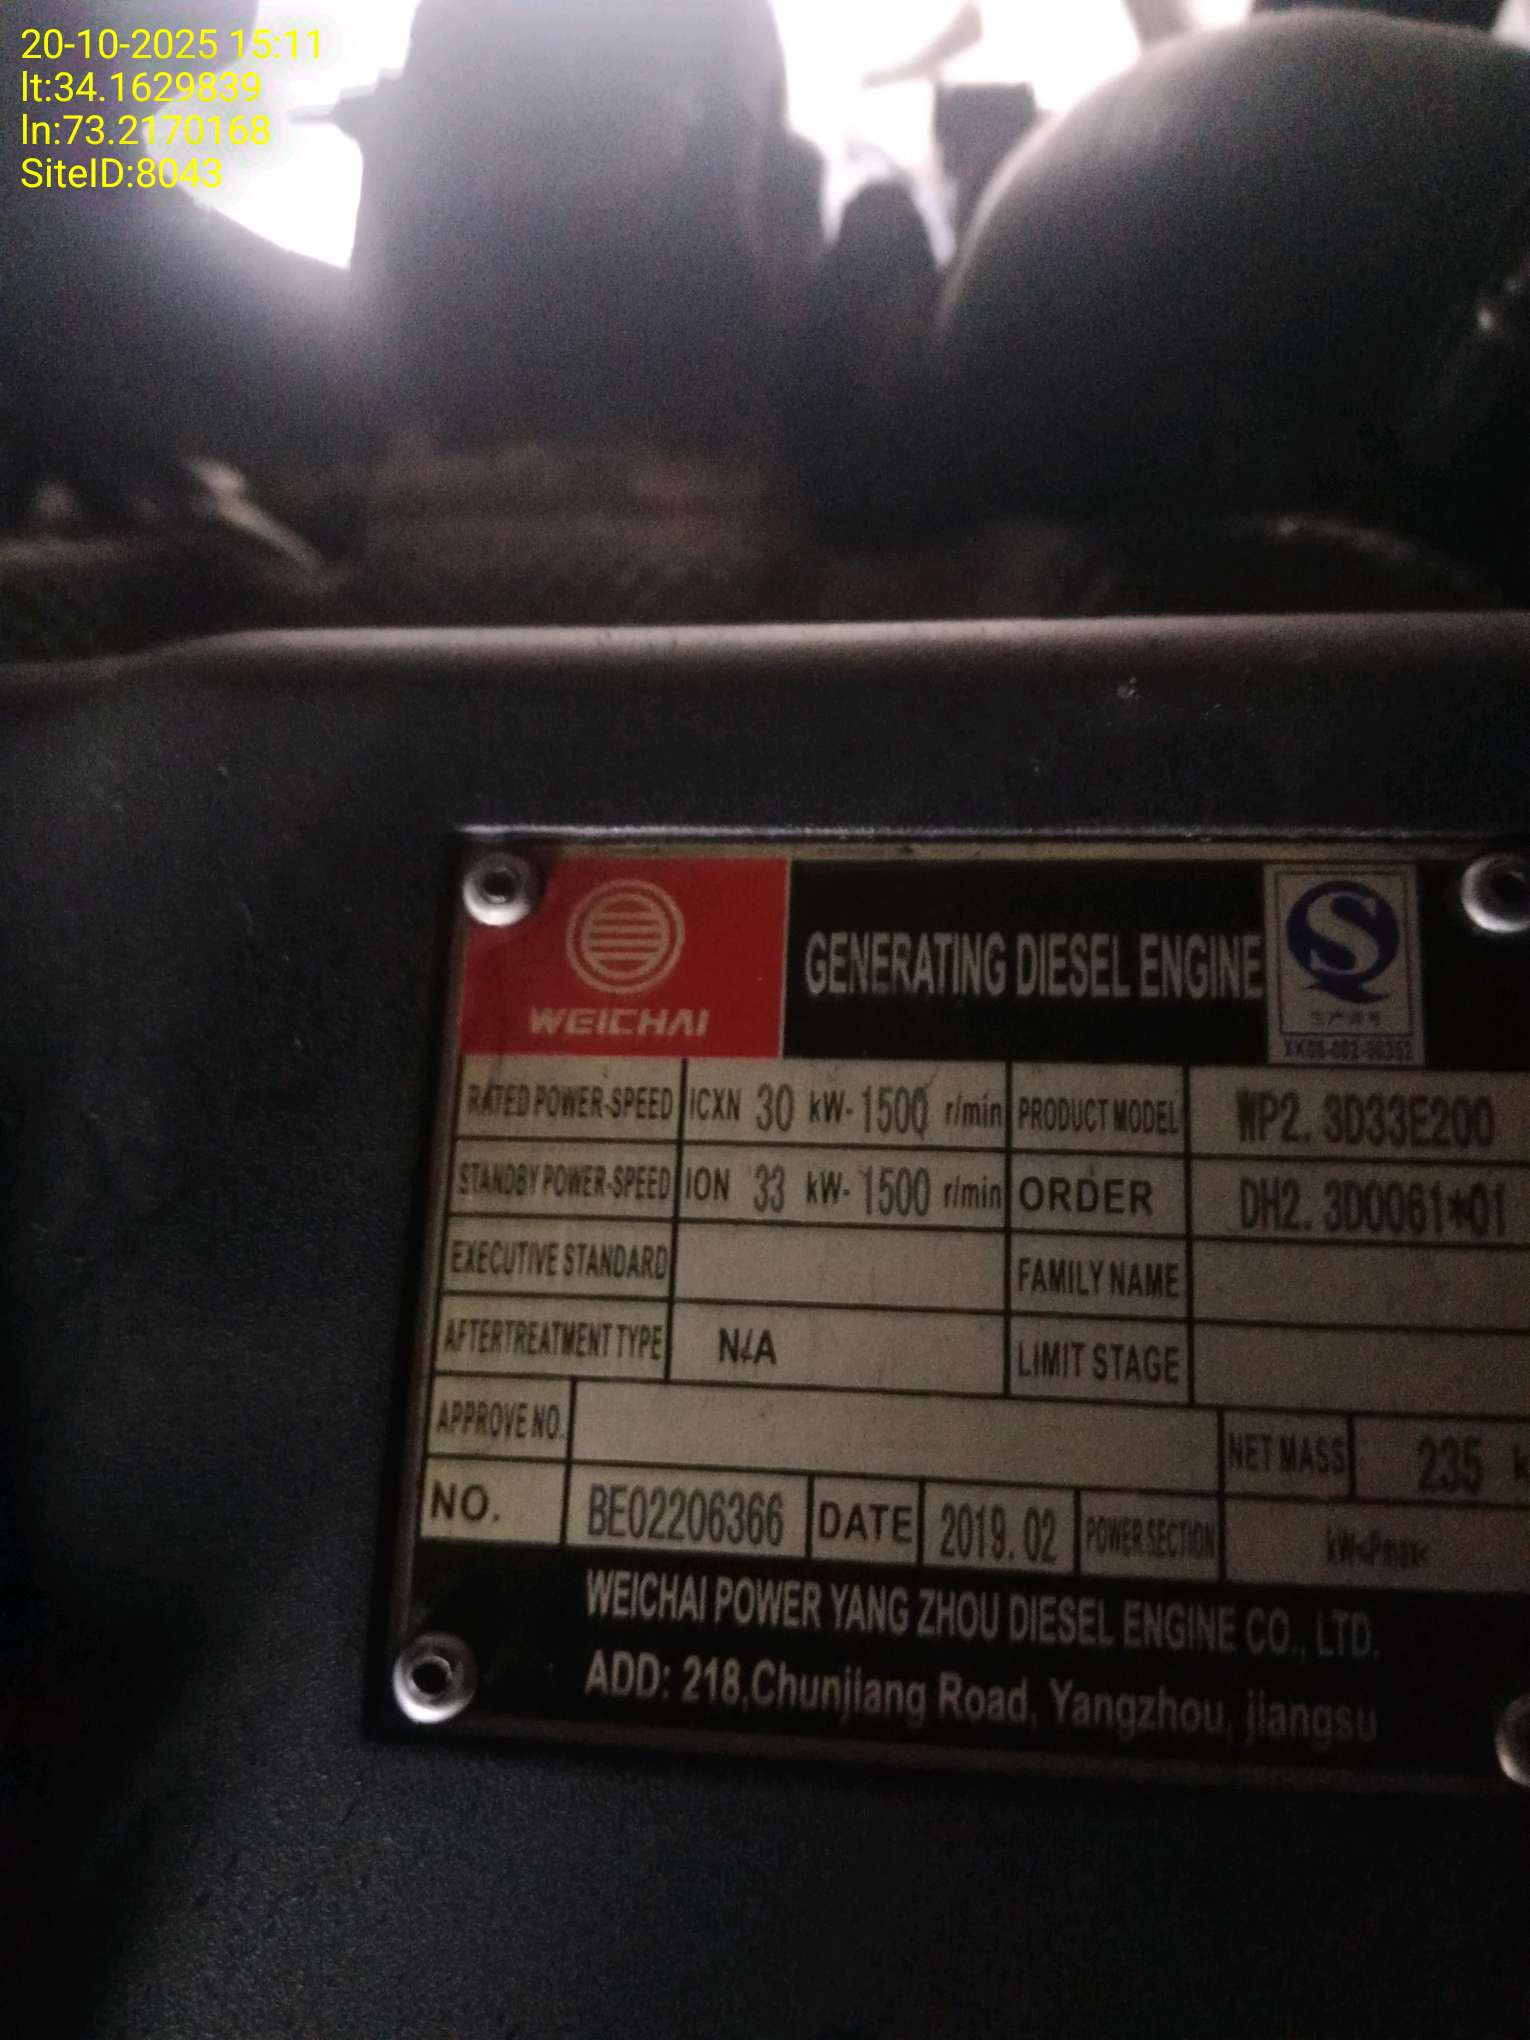 20-10-2025 15:11
lt:34.1629839
ln:73.2170168
SiteID:8043
WEICHAI
GENERATING DIESEL ENGINE
XK06-002-00352
RATED POWER-SPEED ICXN 30 kW- 1500 r/min PRODUCT MODEL WP2. 3D33E200
STANDBY POWER-SPEED ION 33 kW- 1500 r/min ORDER DH2. 3D0061*01
EXECUTIVE STANDARD FAMILY NAME
AFTERTREATMENT TYPE N/A LIMIT STAGE
APPROVE NO. NET MASS 235
NO. BE02206366 DATE 2019. 02 POWER SECTION kW<Pmax<
WEICHAI POWER YANG ZHOU DIESEL ENGINE CO., LTD.
ADD: 218,Chunjiang Road, Yangzhou, jiangsu